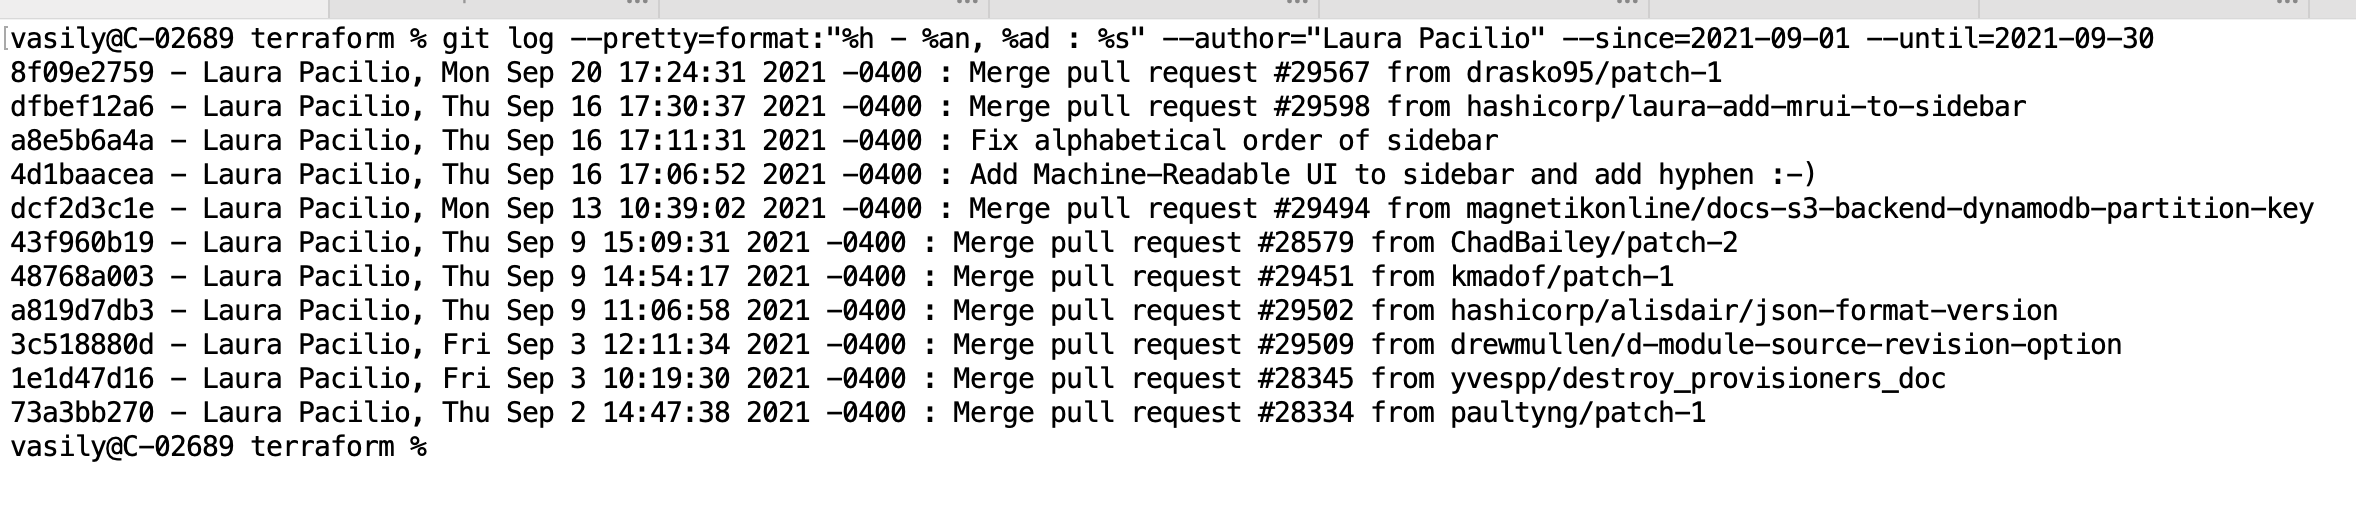 vasily@C-02689 terraform % git log --pretty=format:"%h - %an, %ad : %s" --author="Laura Pacilio" --since=2021-09-01 --until=2021-09-30
8f09e2759 - Laura Pacilio, Mon Sep 20 17:24:31 2021 -0400 : Merge pull request #29567 from drasko95/patch-1
dfbef12a6 - Laura Pacilio, Thu Sep 16 17:30:37 2021 -0400 : Merge pull request #29598 from hashicorp/laura-add-mrui-to-sidebar
a8e5b6a4a - Laura Pacilio, Thu Sep 16 17:11:31 2021 -0400 : Fix alphabetical order of sidebar
4d1baacea - Laura Pacilio, Thu Sep 16 17:06:52 2021 -0400 : Add Machine-Readable UI to sidebar and add hyphen :-)
dcf2d3c1e - Laura Pacilio, Mon Sep 13 10:39:02 2021 -0400 : Merge pull request #29494 from magnetikonline/docs-s3-backend-dynamodb-partition-key
43f960b19 - Laura Pacilio, Thu Sep 9 15:09:31 2021 -0400 : Merge pull request #28579 from ChadBailey/patch-2
48768a003 - Laura Pacilio, Thu Sep 9 14:54:17 2021 -0400 : Merge pull request #29451 from kmadof/patch-1
a819d7db3 - Laura Pacilio, Thu Sep 9 11:06:58 2021 -0400 : Merge pull request #29502 from hashicorp/alisdair/json-format-version
3c518880d - Laura Pacilio, Fri Sep 3 12:11:34 2021 -0400 : Merge pull request #29509 from drewmullen/d-module-source-revision-option
1e1d47d16 - Laura Pacilio, Fri Sep 3 10:19:30 2021 -0400 : Merge pull request #28345 from yvespp/destroy_provisioners_doc
73a3bb270 - Laura Pacilio, Thu Sep 2 14:47:38 2021 -0400 : Merge pull request #28334 from paultyng/patch-1
vasily@C-02689 terraform %